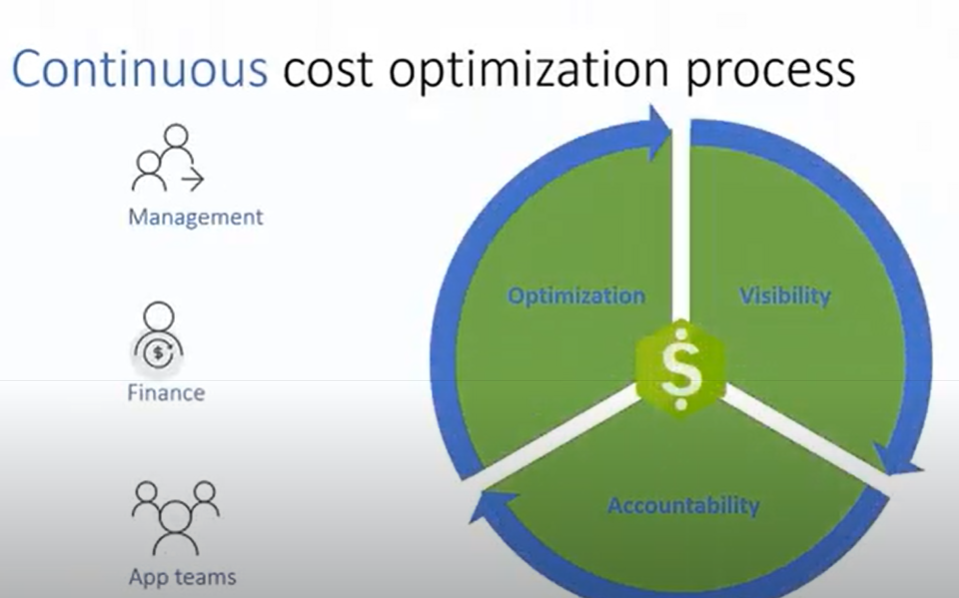 Continuous cost optimization process
Management
Optimization
Visibility
$
$
Finance
Accountability
App teams